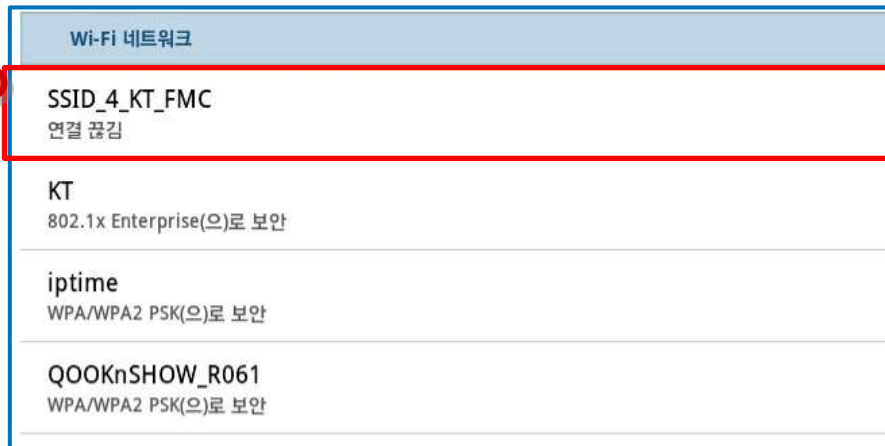 Wi-Fi 네트워크
SSID_4_KT_FMC
연결 끊김
KT
802.1x Enterprise(으)로 보안
iptime
WPA/WPA2 PSK(으)로 보안
QOOKnSHOW_R061
WPA/WPA2 PSK(으)로 보안